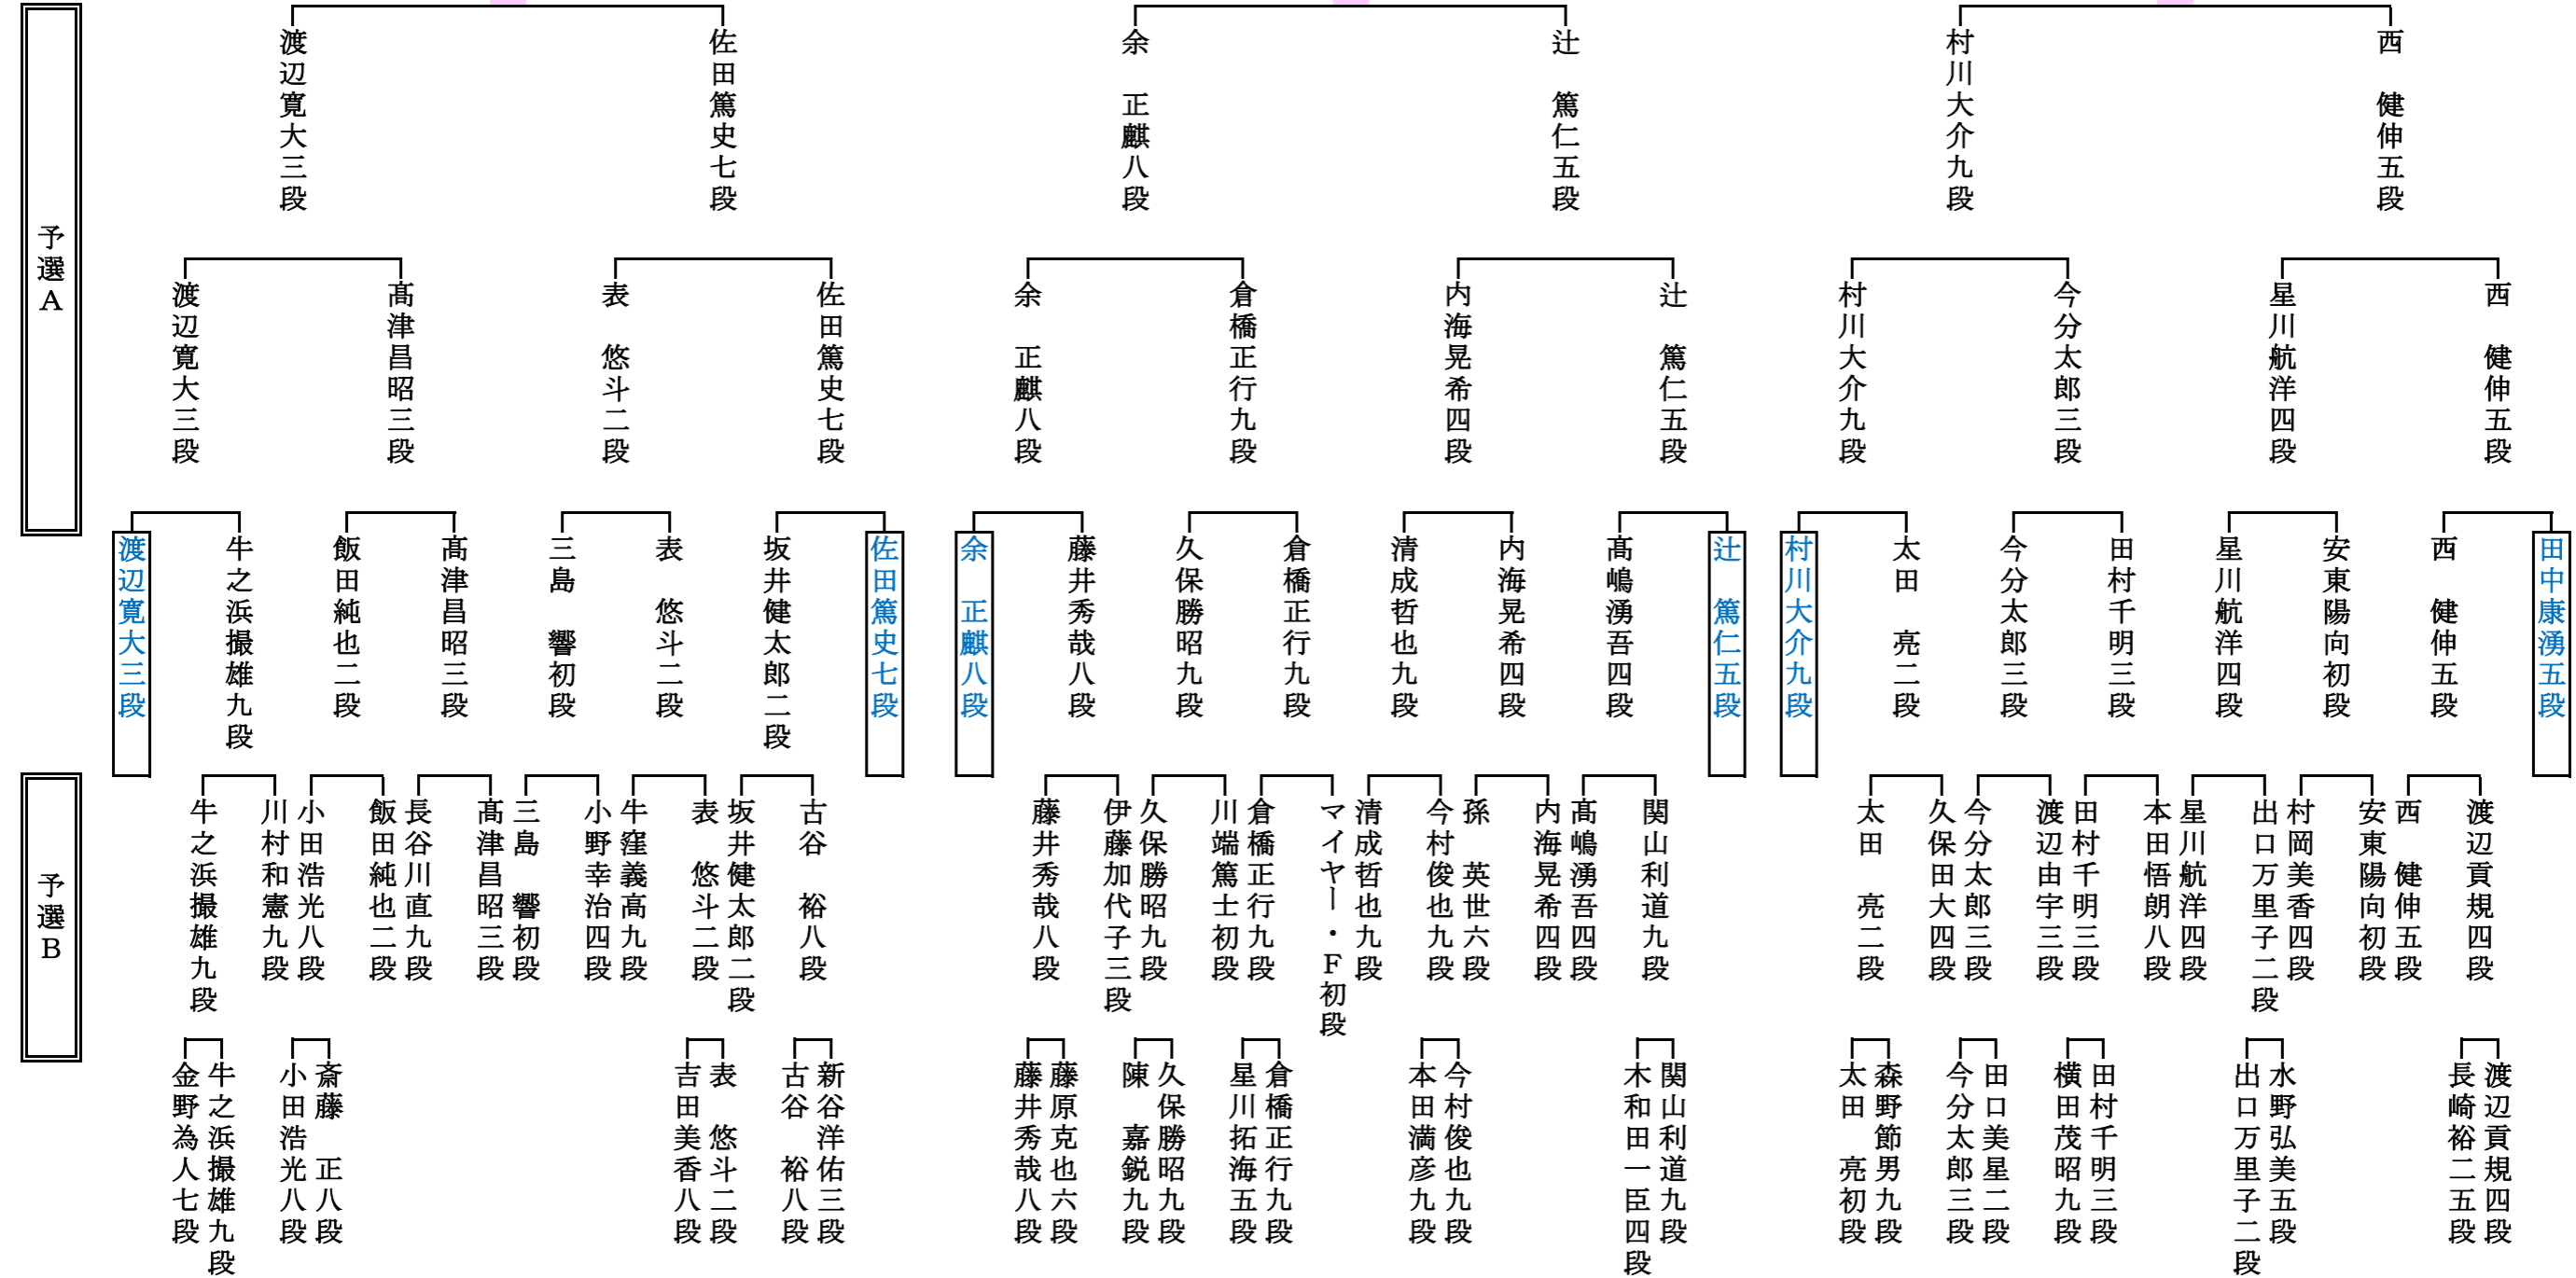 予選A
渡辺寛大三段
佐田篤史七段
余 正麒八段
辻 篤仁五段
村川大介九段
西 健伸五段
渡辺寛大三段
髙津昌昭三段
表 悠斗二段
佐田篤史七段
余 正麒八段
倉橋正行九段
内海晃希四段
辻 篤仁五段
村川大介九段
今分太郎三段
星川航洋四段
西 健伸五段
渡辺寛大三段
牛之浜撮雄九段
飯田純也二段
髙津昌昭三段
三島 響初段
表 悠斗二段
坂井健太郎二段
佐田篤史七段
余 正麒八段
藤井秀哉八段
久保勝昭九段
倉橋正行九段
清成哲也九段
内海晃希四段
髙嶋湧吾四段
辻 篤仁五段
村川大介九段
太田 亮二段
今分太郎三段
田村千明三段
星川航洋四段
安東陽向初段
西 健伸五段
田中康湧五段
予選B
牛之浜撮雄九段
川村和憲九段
小田浩光八段
飯田純也二段
長谷川直九段
髙津昌昭三段
三島 響初段
小野幸治四段
牛窪義高九段
表 悠斗二段
坂井健太郎二段
古谷 裕八段
藤井秀哉八段
伊藤加代子三段
久保勝昭九段
川端篤士初段
倉橋正行九段
マイヤー・F初段
清成哲也九段
今村俊也九段
孫 英世六段
内海晃希四段
髙嶋湧吾四段
関山利道九段
太田 亮二段
久保田大四段
今分太郎三段
渡辺由宇三段
田村千明三段
本田悟朗八段
星川航洋四段
出口万里子二段
村岡美香四段
安東陽向初段
西 健伸五段
渡辺貢規四段
金野為人七段
牛之浜撮雄九段
小田浩光八段
斎藤 正八段
吉田美香八段
表 悠斗二段
古谷 裕八段
新谷洋佑三段
藤井秀哉八段
藤原克也六段
陳 嘉鋭九段
久保勝昭九段
星川拓海五段
倉橋正行九段
本田満彦九段
今村俊也九段
木和田一臣四段
関山利道九段
太田 亮初段
森野節男九段
今分太郎三段
田口美星二段
横田茂昭九段
田村千明三段
出口万里子二段
水野弘美五段
長崎裕二五段
渡辺貢規四段